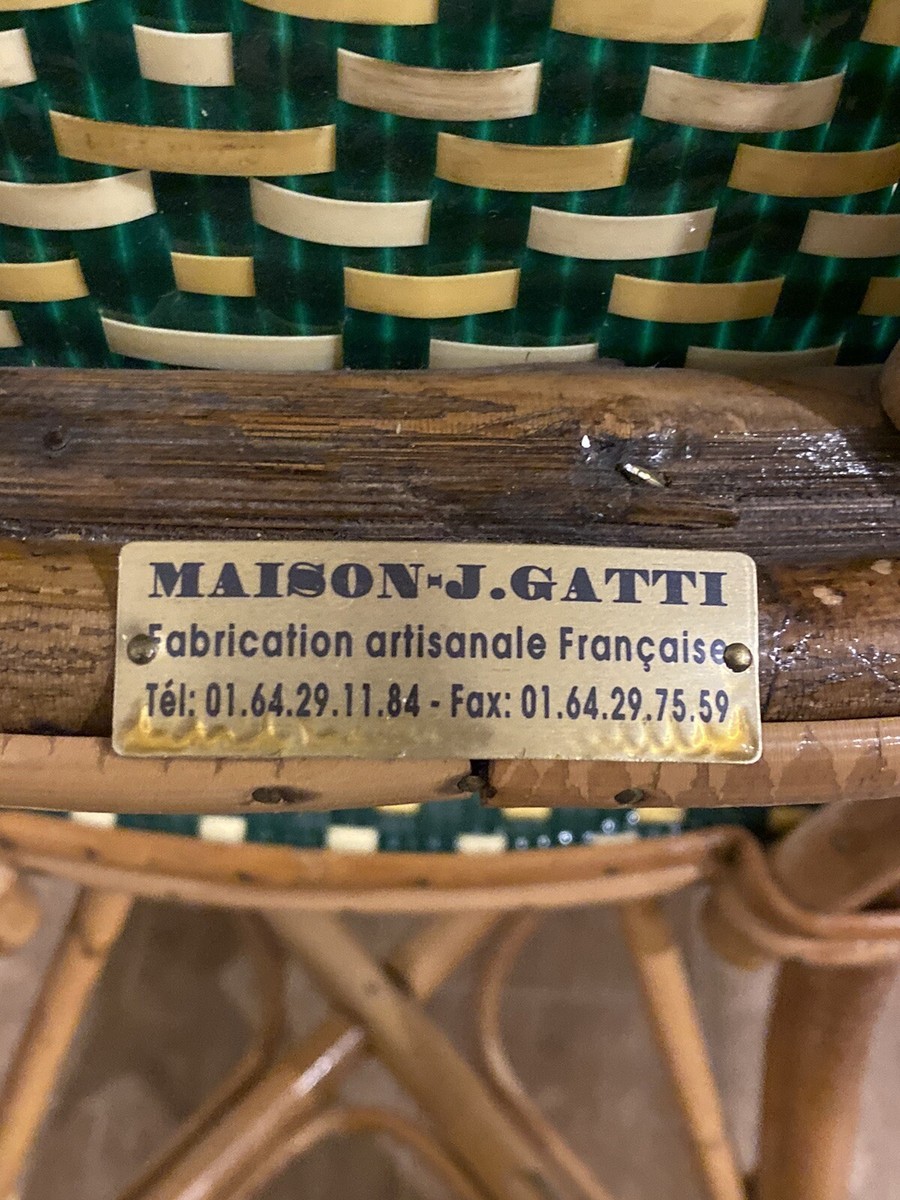 MAISON-J.GATTI
Fabrication artisanale Française
Tél: 01.64.29.11.84 - Fax: 01.64.29.75.59